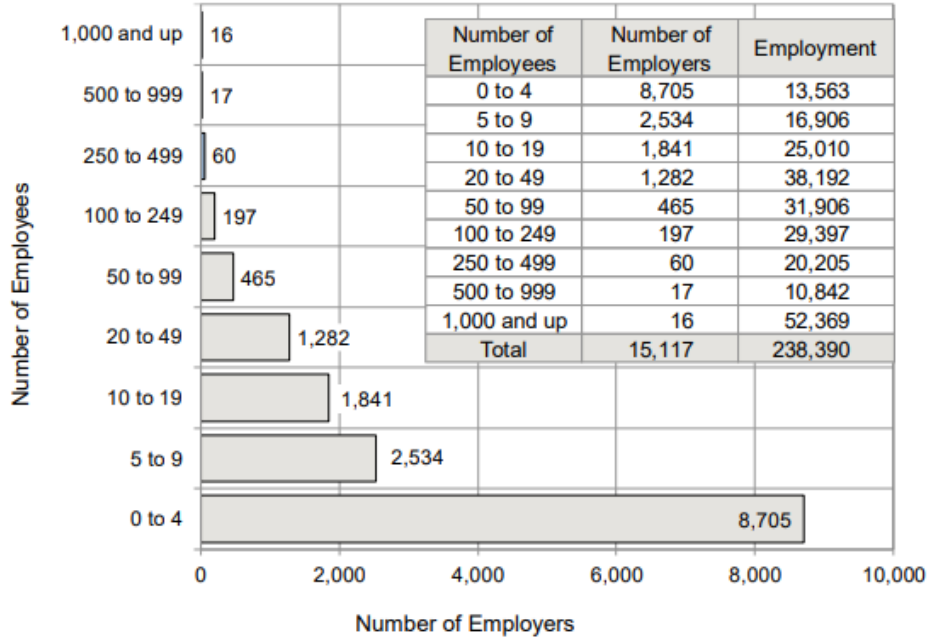 1,000 and up 16
500 to 999 17
250 to 499 60
100 to 249 197
50 to 99 465
20 to 49 1,282
10 to 19 1,841
5 to 9 2,534
0 to 4 8,705
0 2,000 4,000 6,000 8,000 10,000
Number of Employers
Number of Employees
Number of Employees Number of Employers Employment
0 to 4 8,705 13,563
5 to 9 2,534 16,906
10 to 19 1,841 25,010
20 to 49 1,282 38,192
50 to 99 465 31,906
100 to 249 197 29,397
250 to 499 60 20,205
500 to 999 17 10,842
1,000 and up 16 52,369
Total 15,117 238,390